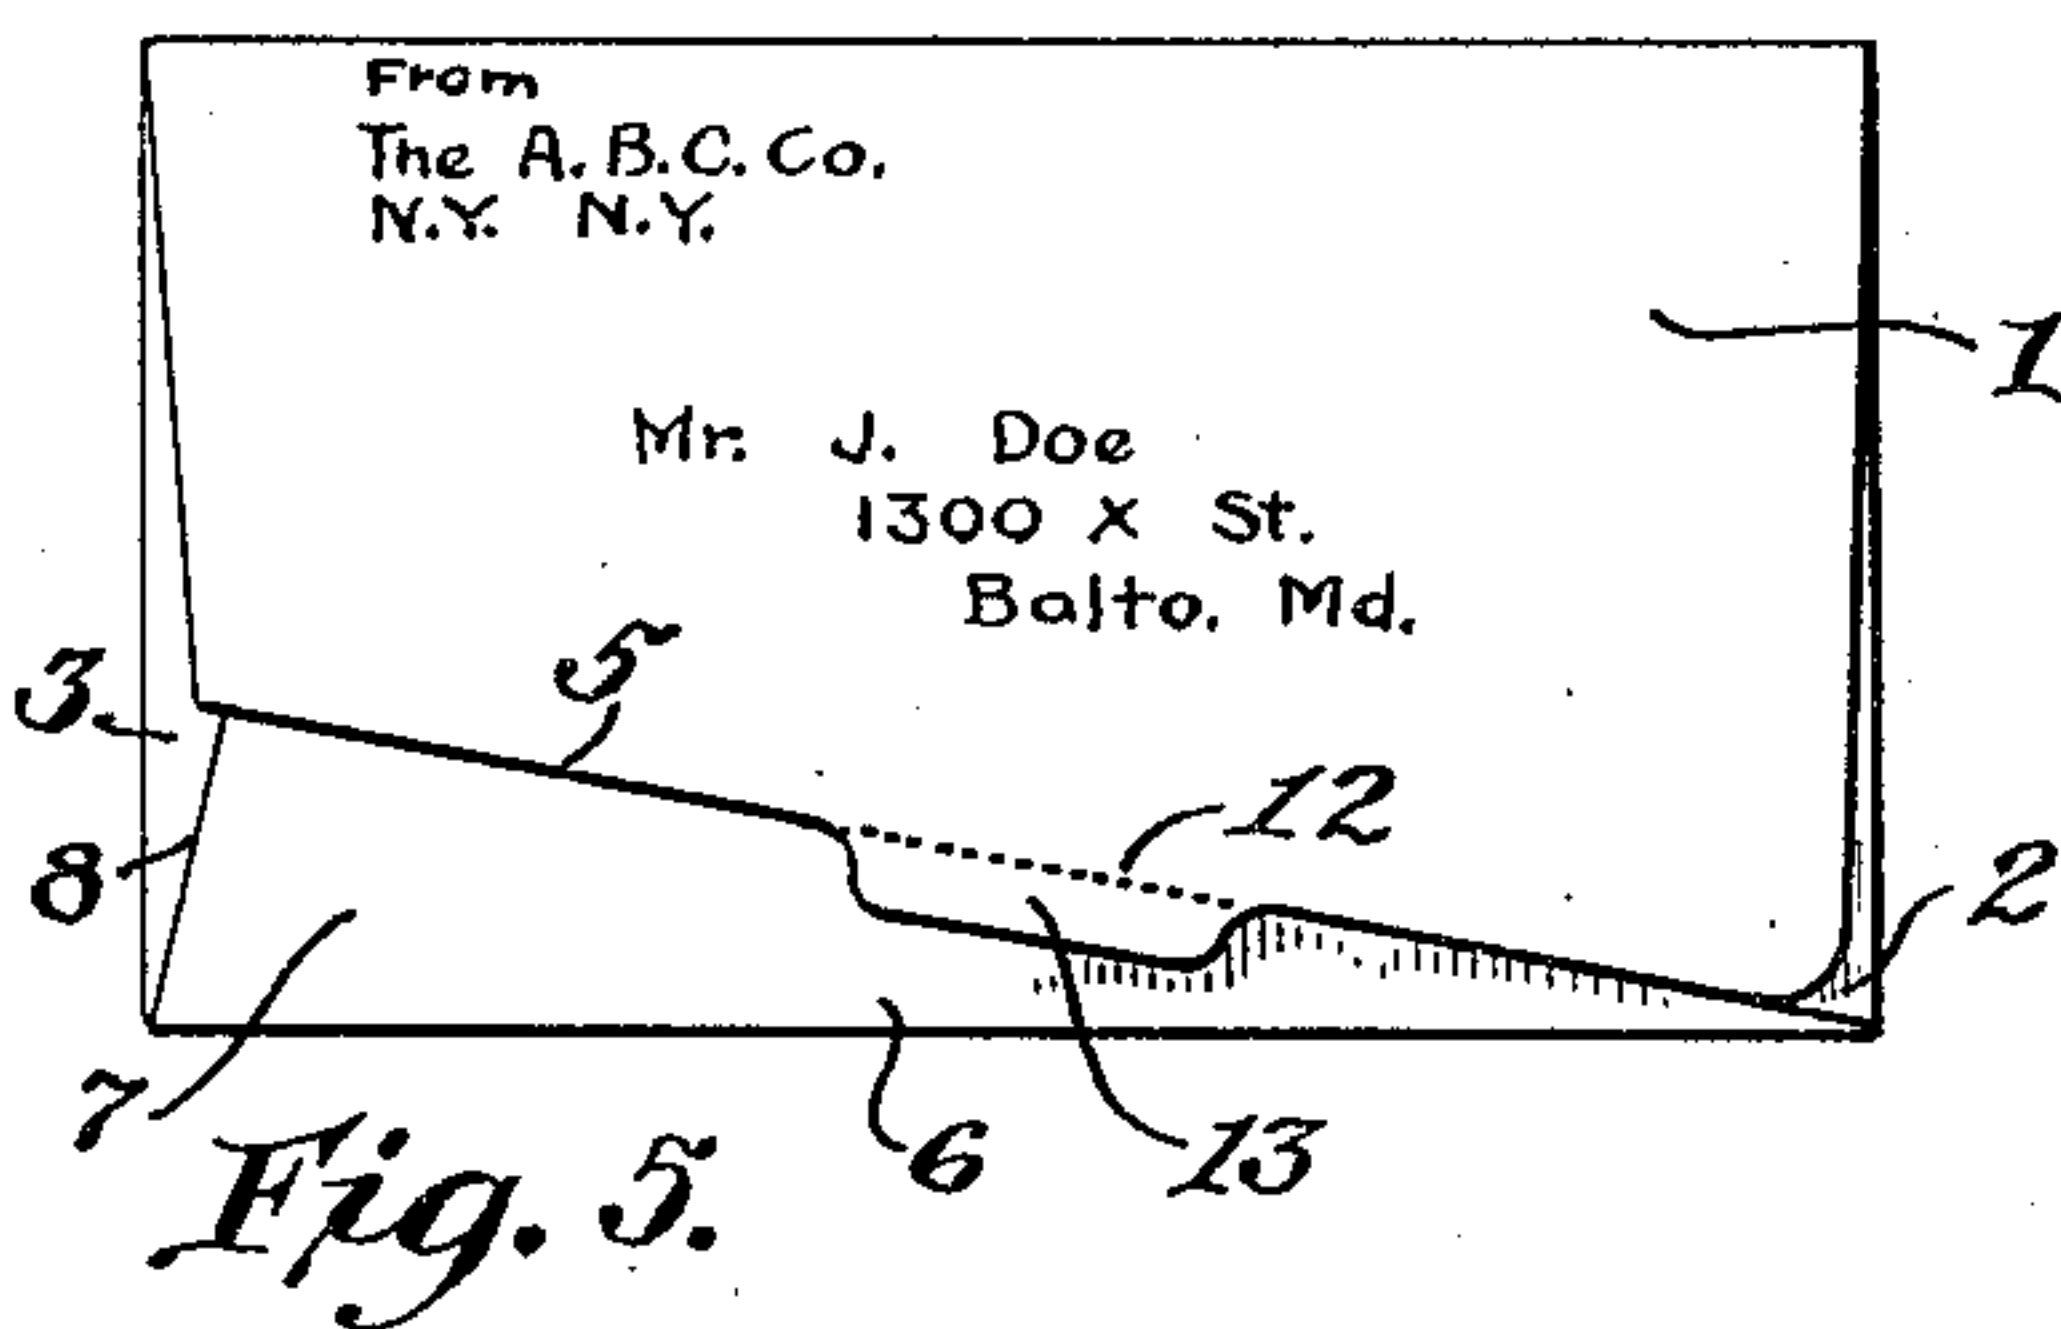 From
The A. B. C. Co.
N.Y. N.Y.
1
Mr. J. Doe
1300 X St.
Balto. Md.
5
3
12
8
2
7
6
13
Fig. 5.